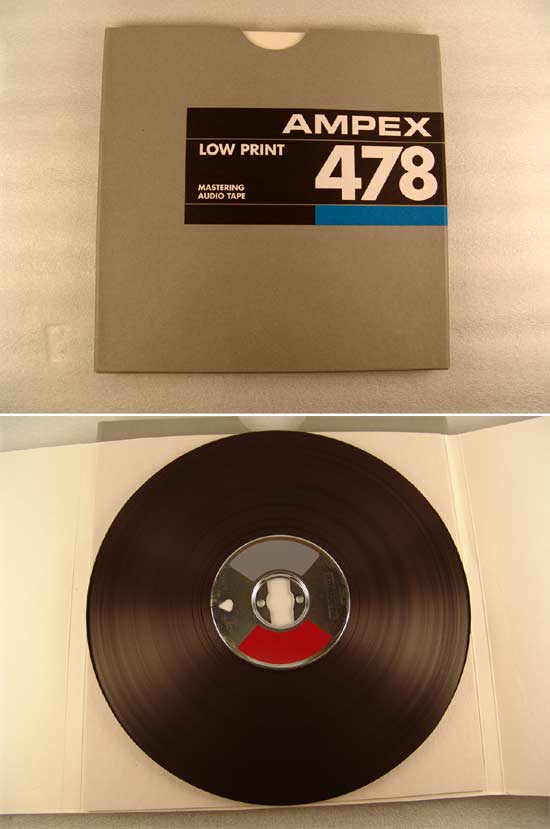 AMPEX
LOW PRINT
478
MASTERING
AUDIO TAPE